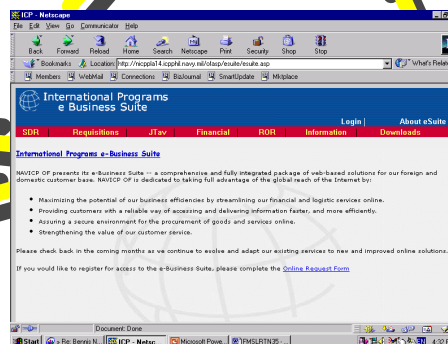 ICP - Netscape
File Edit View Go Communicator Help
Back Forward Reload Home Search Netscape Print Security Shop Stop
Bookmarks Location: http://nicppla14.icpphil.navy.mil/olasp/esuite/esuite.asp What's Relate
Members WebMail Connections BizJournal SmartUpdate Mktplace
International Programs
e Business Suite
Login | About eSuite
SDR Requisitions JTav Financial ROR Information Downloads
International Programs e-Business Suite
NAVICP OF presents its e-Business Suite -- a comprehensive and fully integrated package of web-based solutions for our foreign and
domestic customer base. NAVICP OF is dedicated to taking full advantage of the global reach of the Internet by:
Maximizing the potential of our business efficiencies by streamlining our financial and logistic services online.
Providing customers with a reliable way of accessing and delivering information faster, and more efficiently.
Assuring a secure environment for the procurement of goods and services online.
Strengthening the value of our customer service.
Please check back in the coming months as we continue to evolve and adapt our existing services to new and improved online solutions.
If you would like to register for access to the e-Business Suite, please complete the Online Request Form
Document: Done
Start Re: Bennis N... ICP - Netsc... Microsoft Powe... FMSLRTN35 - ...